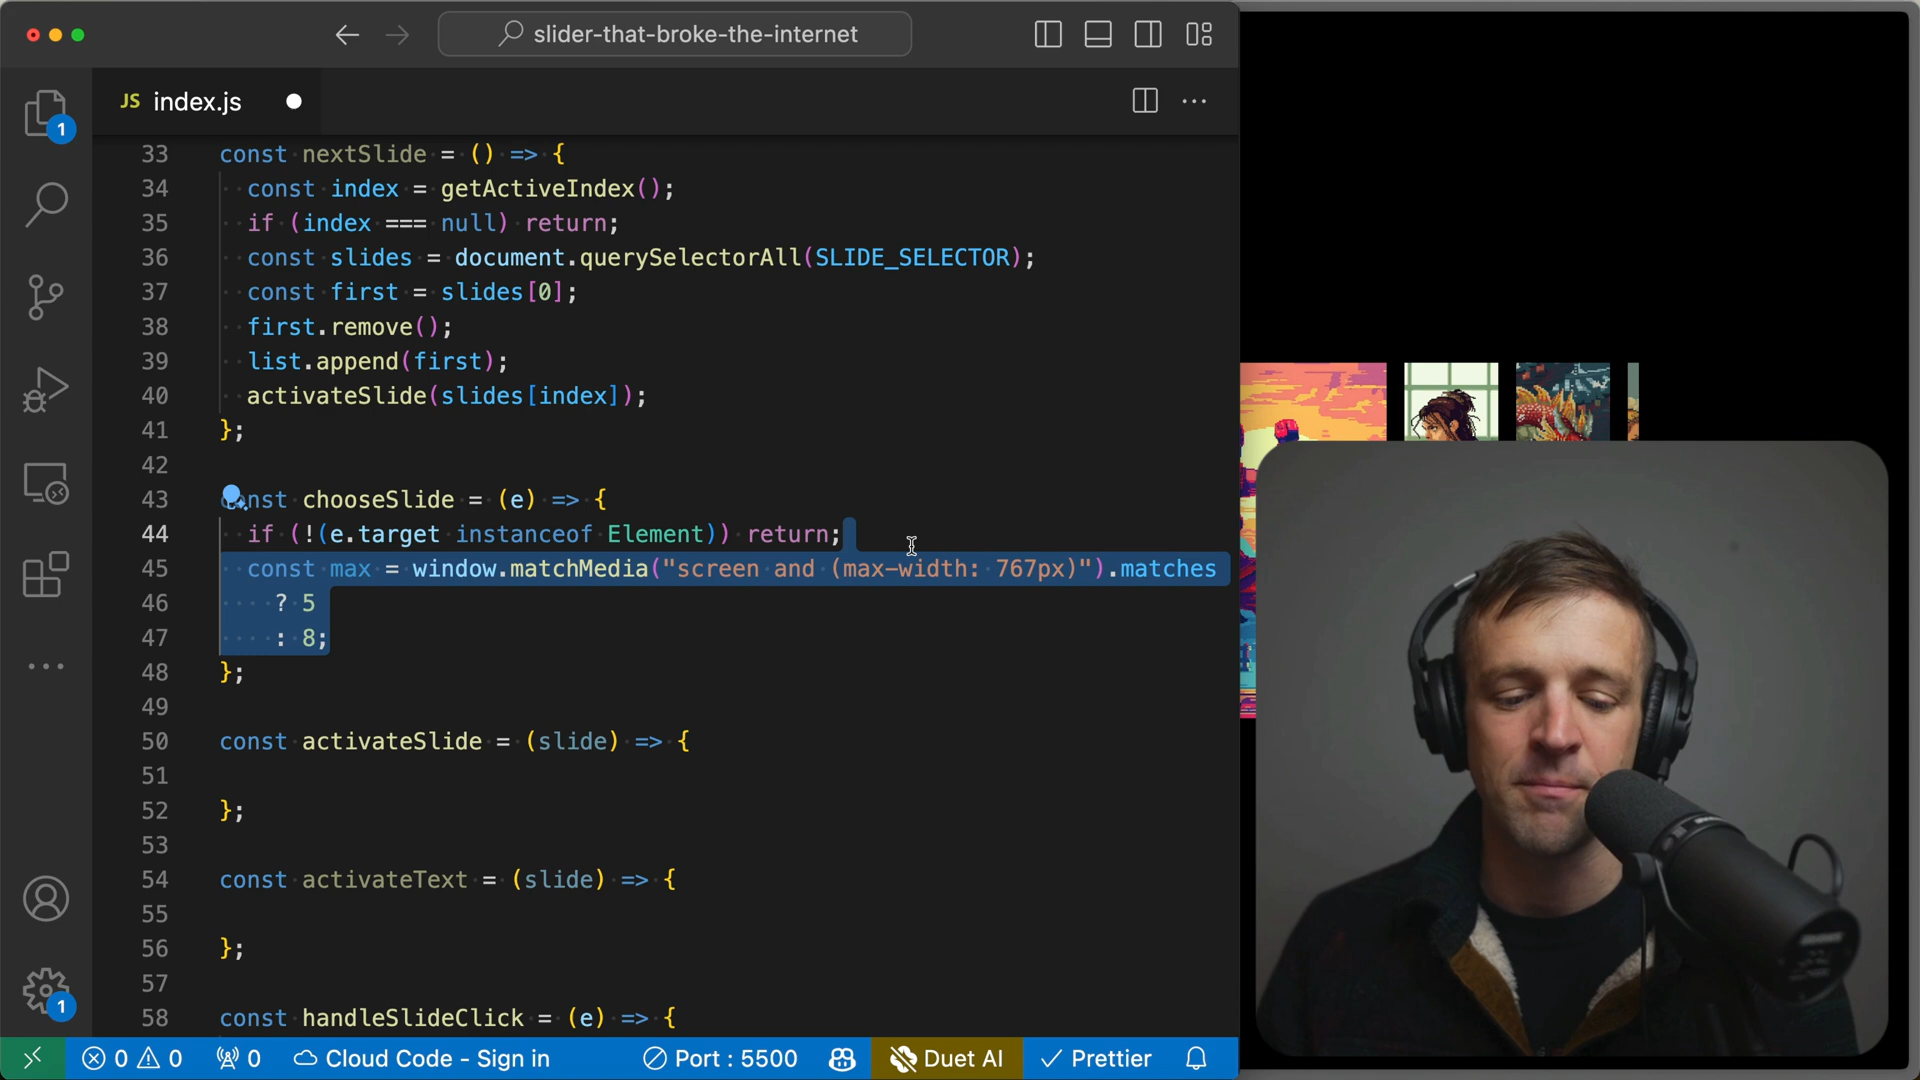 slider-that-broke-the-internet
JS index.js
33 const nextSlide = () => {
34 const index = getActiveIndex();
35 if (index === null) return;
36 const slides = document.querySelectorAll(SLIDE_SELECTOR);
37 const first = slides[0];
38 first.remove();
39 list.append(first);
40 activateSlide(slides[index]);
41 };
42
43 const chooseSlide = (e) => {
44 if (!(e.target instanceof Element)) return;
45 const max = window.matchMedia("screen and (max-width: 767px)").matches
46 ? 5
47 : 8;
48 };
49
50 const activateSlide = (slide) => {
51
52 };
53
54 const activateText = (slide) => {
55
56 };
57
58 const handleSlideClick = (e) => {
1
1
0 0 0 Cloud Code - Sign in Port : 5500 Duet AI Prettier